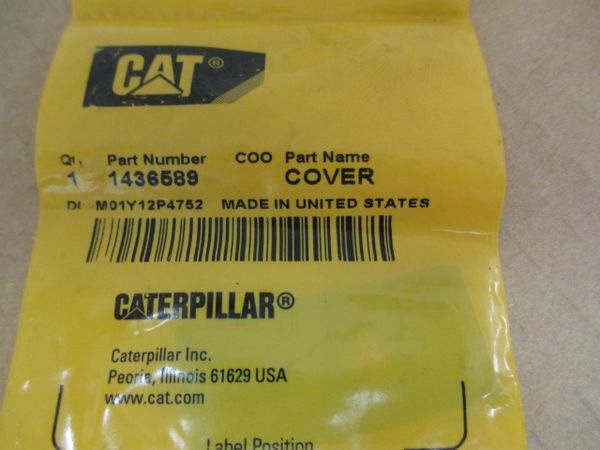 CAT®
Part Number COO Part Name
1 1436589 COVER
M01Y12P4752 MADE IN UNITED STATES
CATERPILLAR®
Caterpillar Inc.
Peoria, Illinois 61629 USA
www.cat.com
Label Position